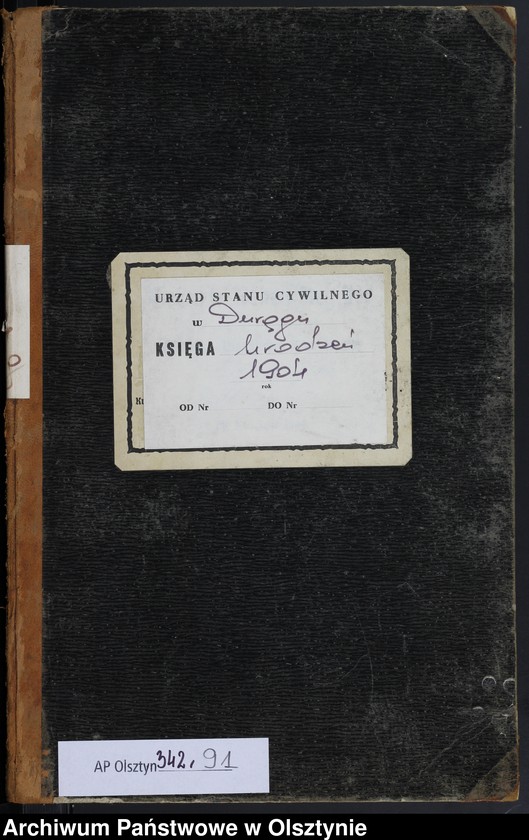 URZĄD STANU CYWILNEGO
w Durągu
KSIĘGA Urodzeń
1904
rok
OD Nr DO Nr
AP Olsztyn 342. 91
Archiwum Państwowe w Olsztynie